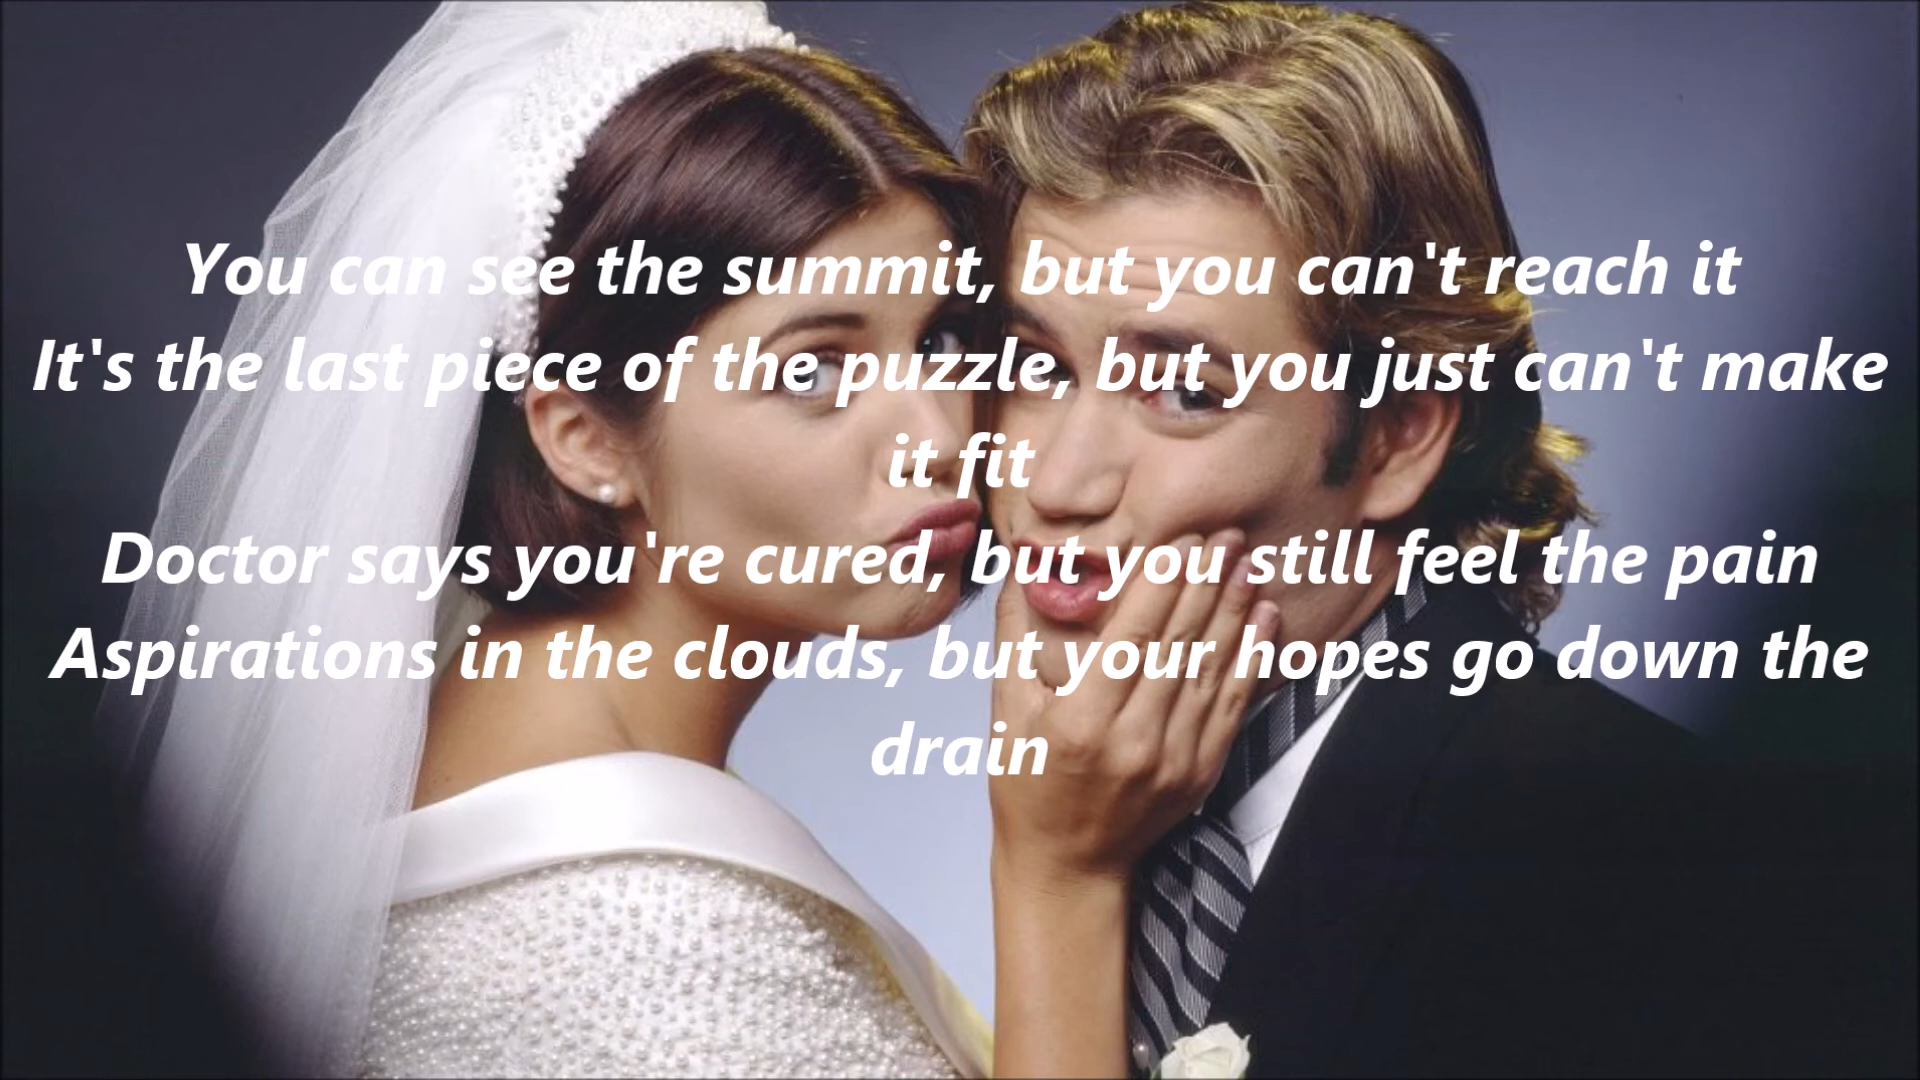 You can see the summit, but you can't reach it
It's the last piece of the puzzle, but you just can't make
it fit
Doctor says you're cured, but you still feel the pain
Aspirations in the clouds, but your hopes go down the
drain